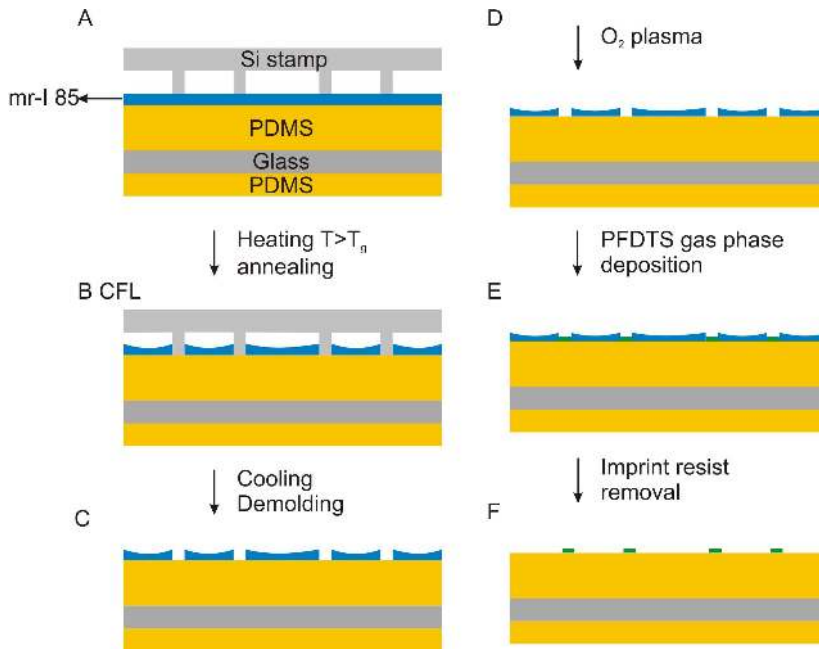 A
Si stamp
mr-I 85
PDMS
Glass
PDMS
Heating T>Tg
annealing
B CFL
Cooling
Demolding
C
D
O2 plasma
PFDTS gas phase
deposition
E
Imprint resist
removal
F